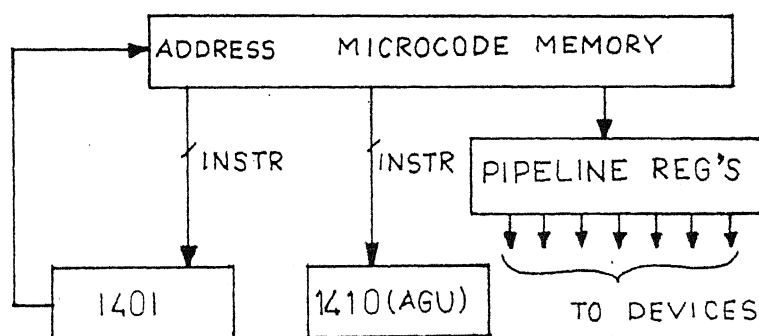 ADDRESS MICROCODE MEMORY
INSTR INSTR
PIPELINE REG'S
1401
1410(AGU)
TO DEVICES